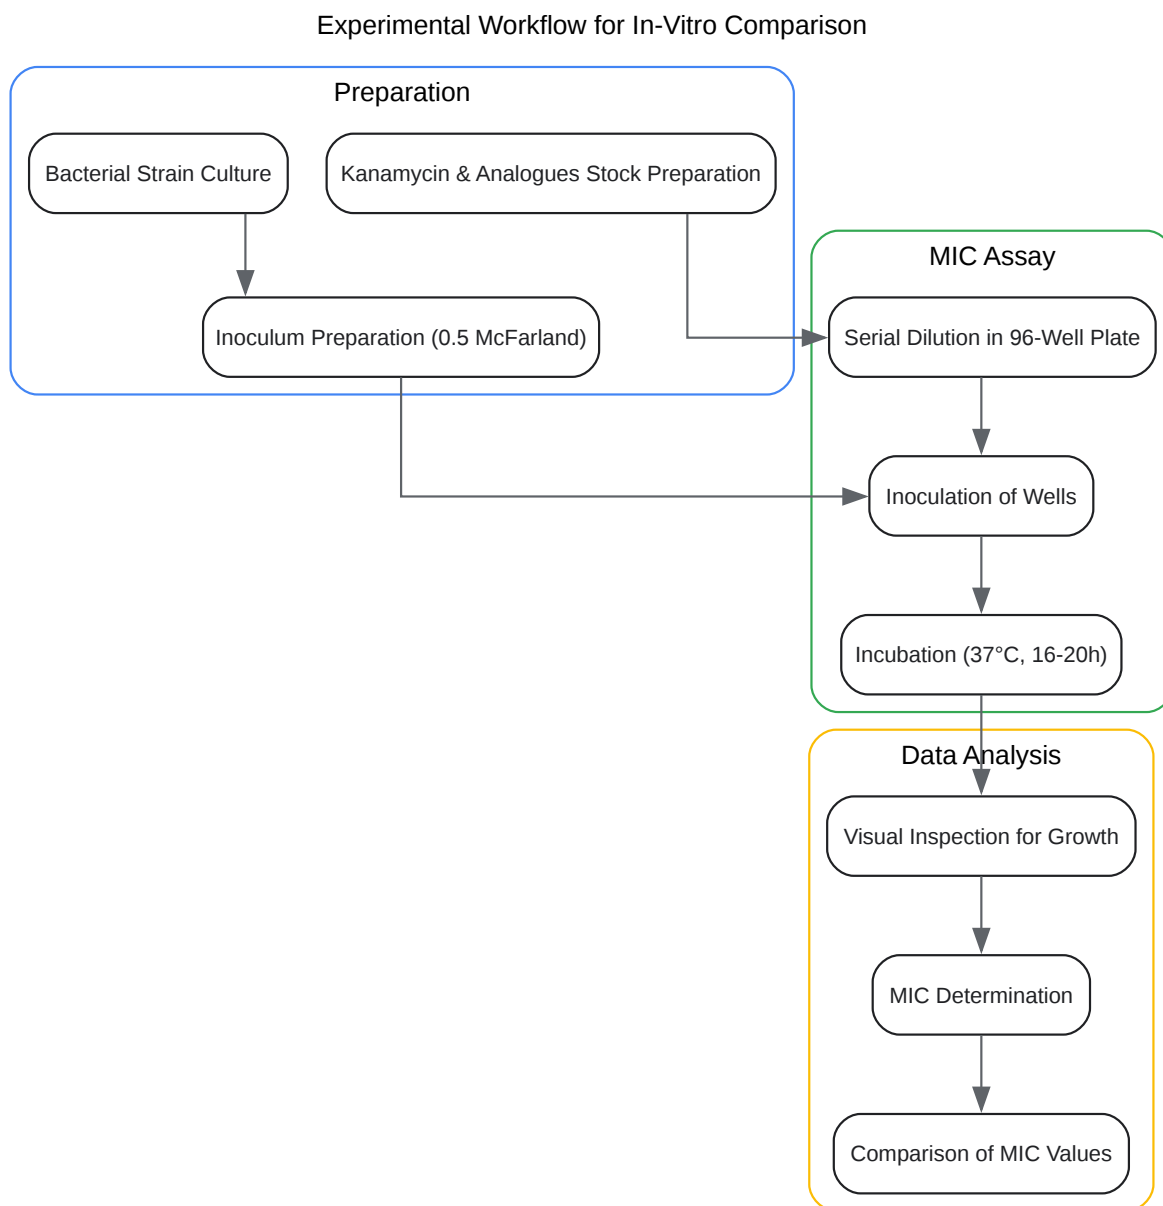 Experimental Workflow for In-Vitro Comparison
Preparation
Bacterial Strain Culture
Kanamycin & Analogues Stock Preparation
Inoculum Preparation (0.5 McFarland)
MIC Assay
Serial Dilution in 96-Well Plate
Inoculation of Wells
Incubation (37°C, 16-20h)
Data Analysis
Visual Inspection for Growth
MIC Determination
Comparison of MIC Values